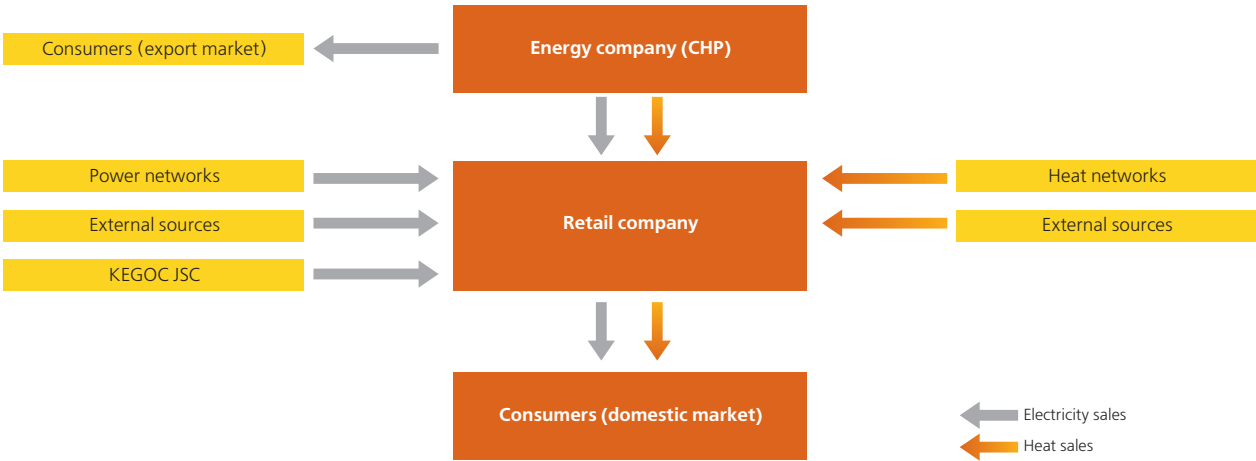 Consumers (export market)
Energy company (CHP)
Power networks
External sources
KEGOC JSC
Retail company
Heat networks
External sources
Consumers (domestic market)
Electricity sales
Heat sales